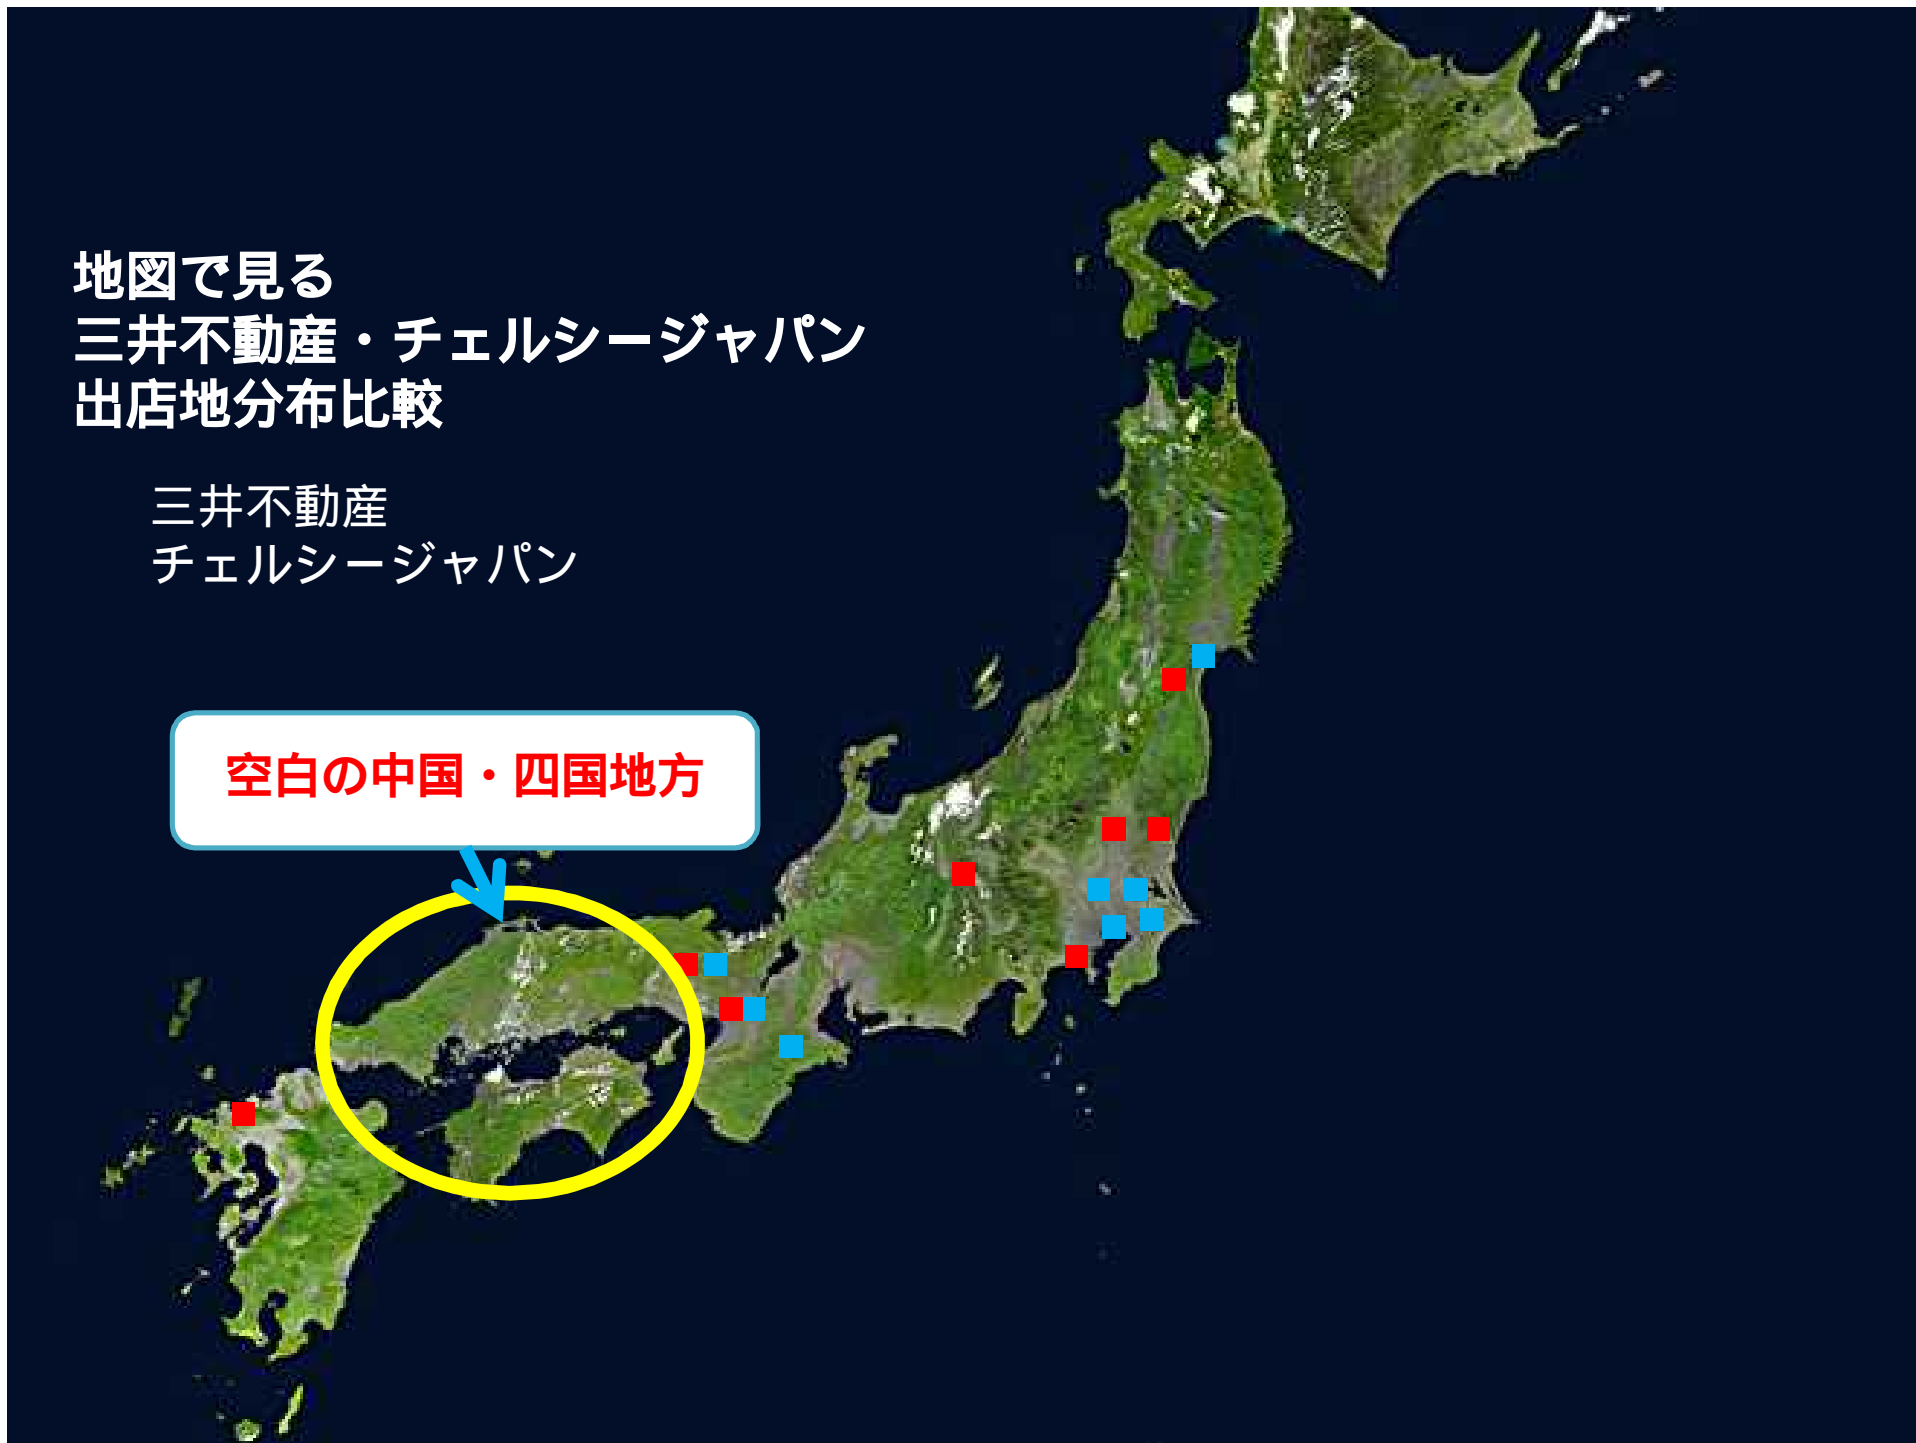 地図で見る
三井不動産・チェルシージャパン
出店地分布比較
三井不動産
チェルシージャパン
空白の中国・四国地方